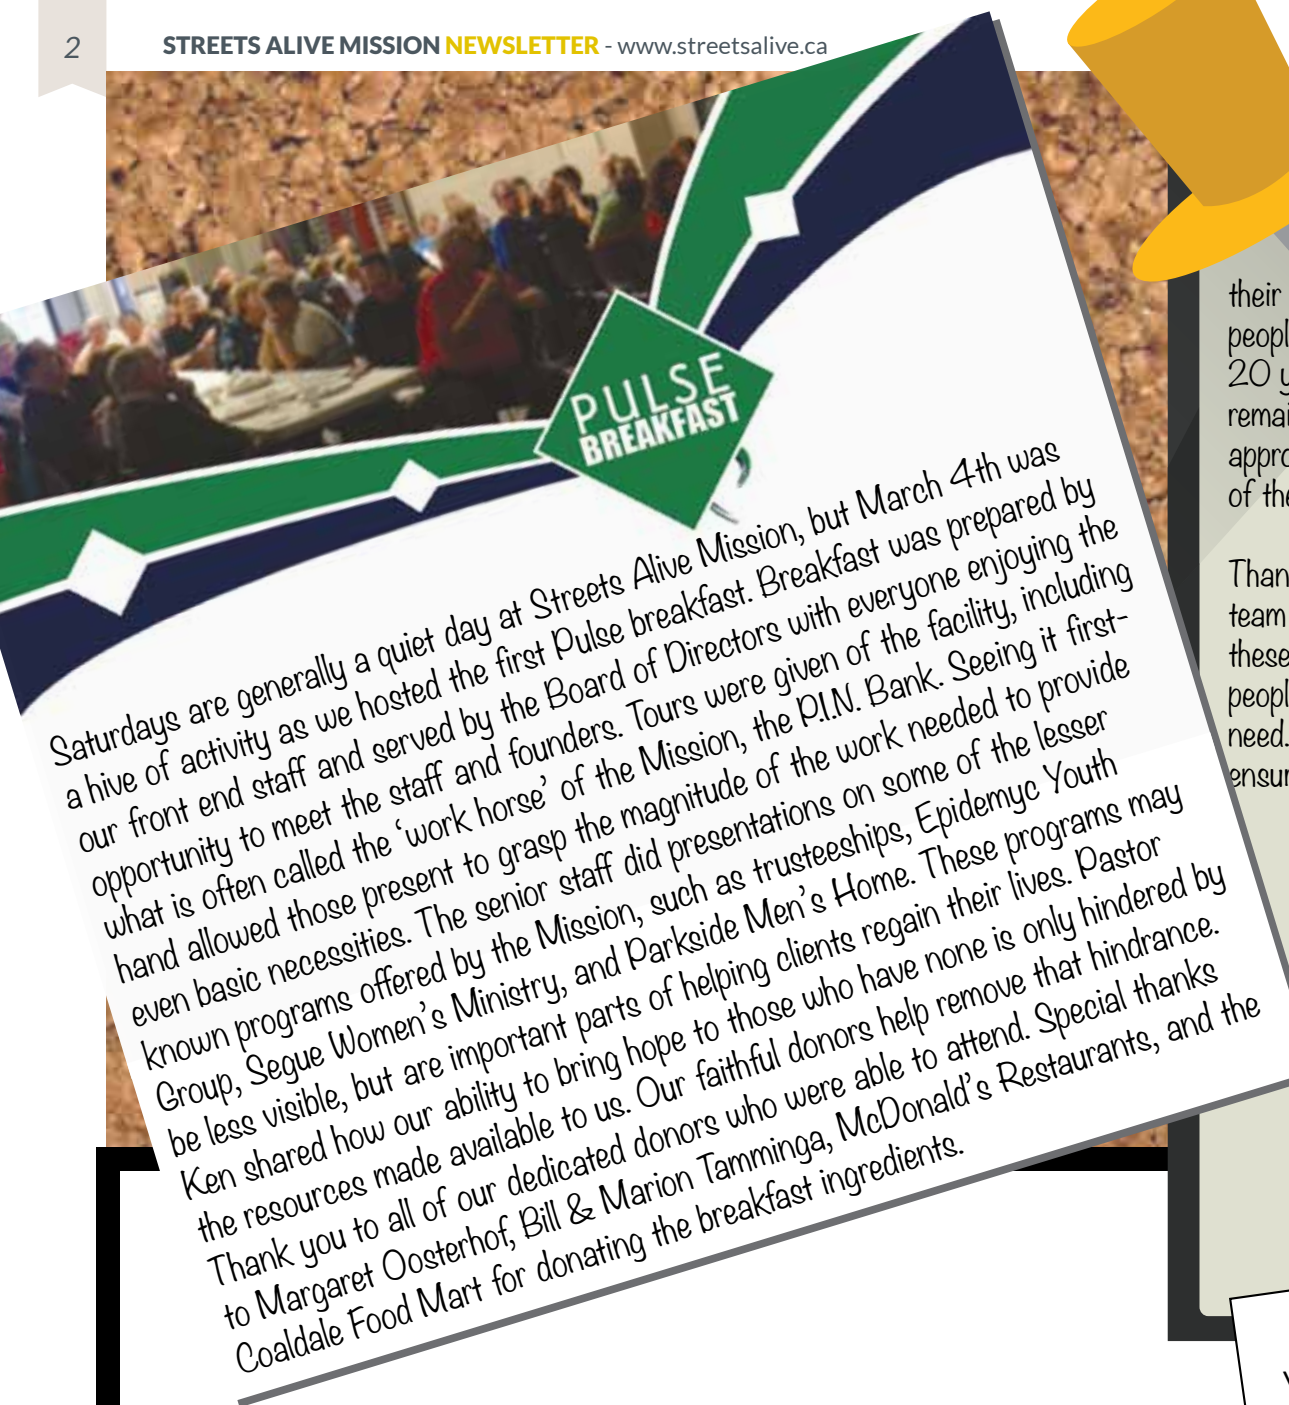 2
STREETS ALIVE MISSION NEWSLETTER - www.streetsalive.ca
PULSE
BREAKFAST
Saturdays are generally a quiet day at Streets Alive Mission, but March 4th was
a hive of activity as we hosted the first Pulse breakfast. Breakfast was prepared by
our front end staff and served by the Board of Directors with everyone enjoying the
opportunity to meet the staff and founders. Tours were given of the facility, including
what is often called the ‘work horse’ of the Mission, the P.I.N. Bank. Seeing it first-
hand allowed those present to grasp the magnitude of the work needed to provide
even basic necessities. The senior staff did presentations on some of the lesser
known programs offered by the Mission, such as trusteeships, Epidemyc Youth
Group, Segue Women’s Ministry, and Parkside Men’s Home. These programs may
be less visible, but are important parts of helping clients regain their lives. Pastor
Ken shared how our ability to bring hope to those who have none is only hindered by
the resources made available to us. Our faithful donors help remove that hindrance.
Thank you to all of our dedicated donors who were able to attend. Special thanks
to Margaret Oosterhof, Bill & Marion Tamminga, McDonald’s Restaurants, and the
Coaldale Food Mart for donating the breakfast ingredients.
their
20
of
team
these
need.